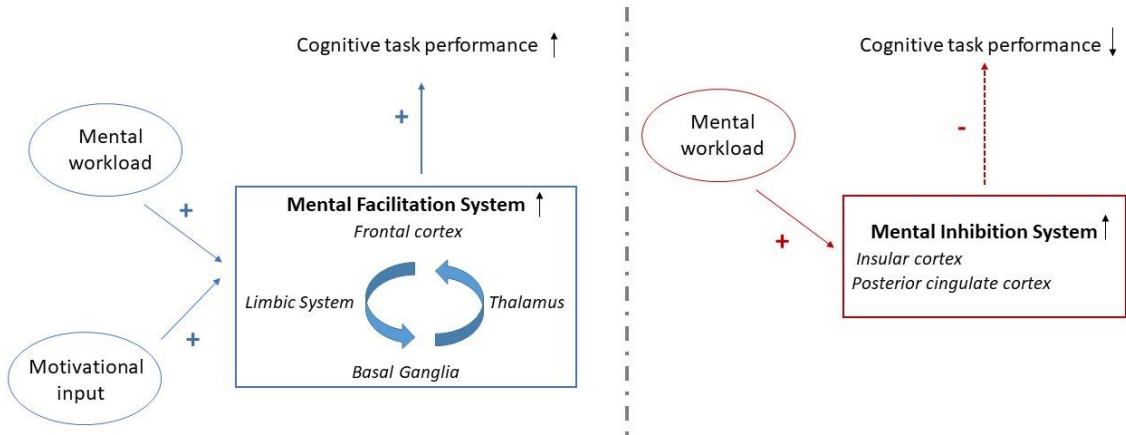 Cognitive task performance ↑
+
Mental
workload
+
Mental Facilitation System ↑
Frontal cortex
Limbic System
Thalamus
Basal Ganglia
+
Motivational
input
Cognitive task performance ↓
-
Mental
workload
+
Mental Inhibition System ↑
Insular cortex
Posterior cingulate cortex